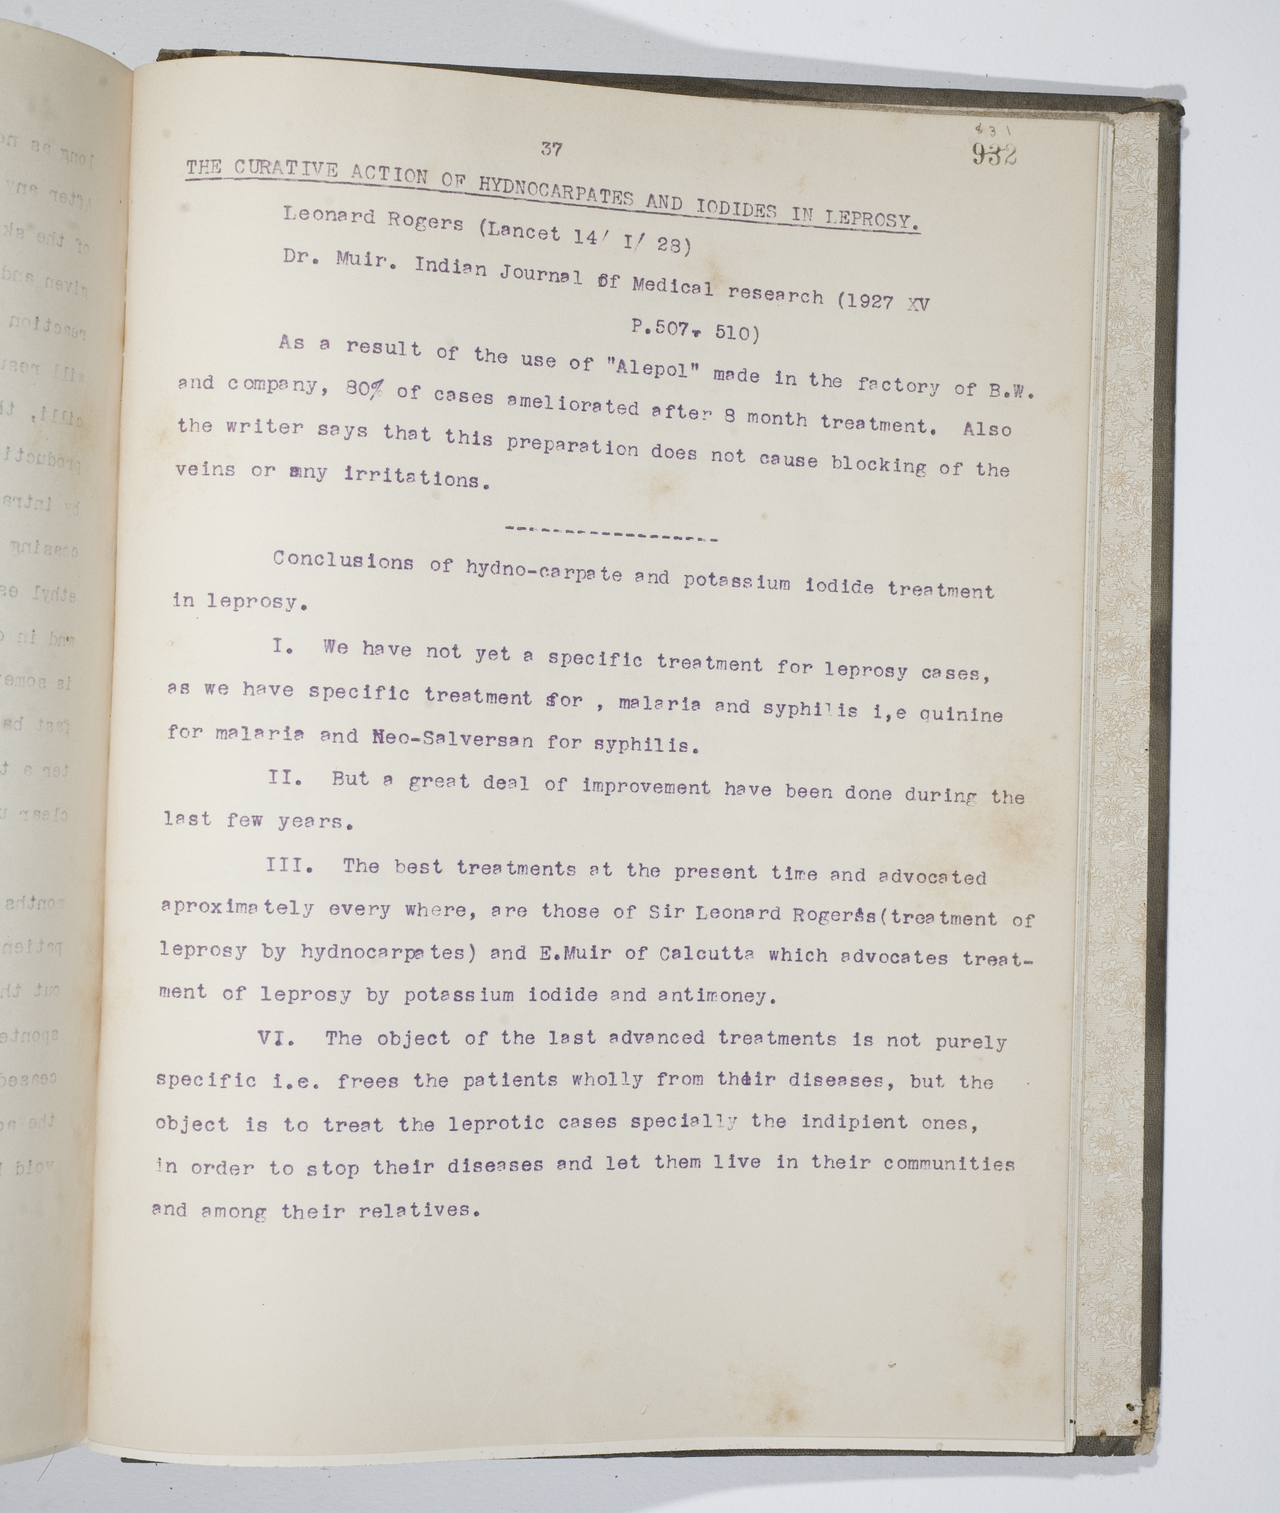 37
931
932
THE CURATIVE ACTION OF HYDNOCARPATES AND IODIDES IN LEPROSY.
Leonard Rogers (Lancet 14/ I/ 28)
Dr. Muir. Indian Journal of Medical research (1927 XV
P.507- 510)
As a result of the use of "Alepol" made in the factory of B.W.
and company, 80% of cases ameliorated after 8 month treatment. Also
the writer says that this preparation does not cause blocking of the
veins or any irritations.
------------------
Conclusions of hydno-carpate and potassium iodide treatment
in leprosy.
I. We have not yet a specific treatment for leprosy cases,
as we have specific treatment for , malaria and syphilis i,e quinine
for malaria and Neo-Salversan for syphilis.
II. But a great deal of improvement have been done during the
last few years.
III. The best treatments at the present time and advocated
aproximately every where, are those of Sir Leonard Rogers(treatment of
leprosy by hydnocarpates) and E.Muir of Calcutta which advocates treat-
ment of leprosy by potassium iodide and antimoney.
VI. The object of the last advanced treatments is not purely
specific i.e. frees the patients wholly from their diseases, but the
object is to treat the leprotic cases specially the indipient ones,
in order to stop their diseases and let them live in their communities
and among their relatives.